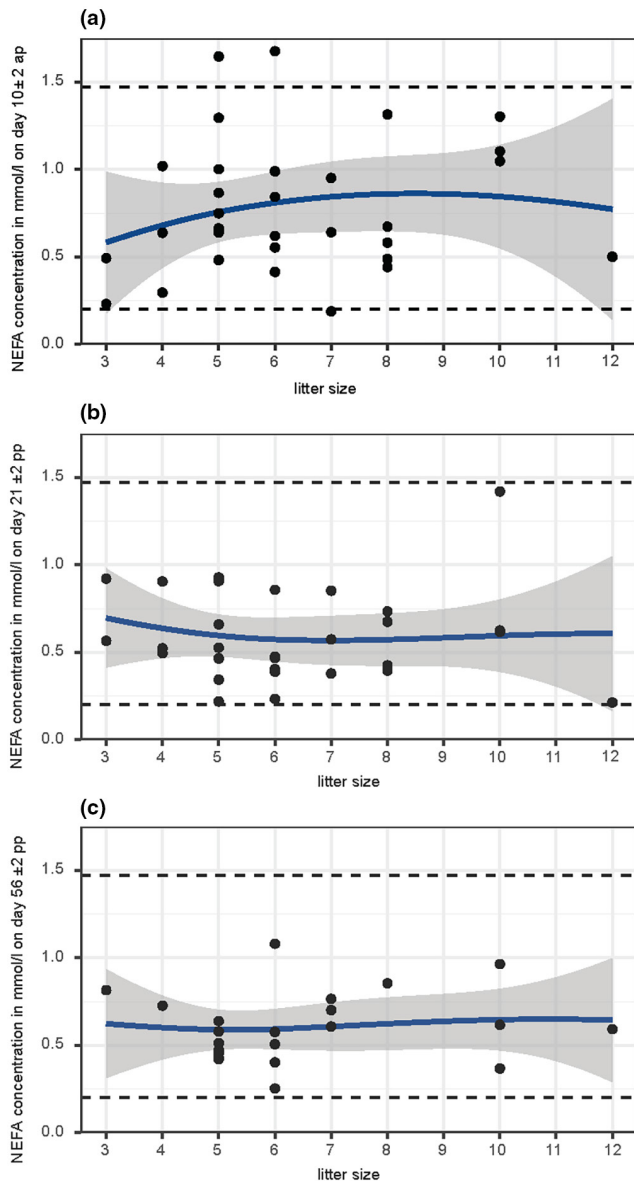 (a)
NEFA concentration in mmol/l on day 10±2 ap
1.5
1.0
0.5
0.0
3 4 5 6 7 8 9 10 11 12
litter size
(b)
NEFA concentration in mmol/l on day 21 ±2 pp
1.5
1.0
0.5
0.0
3 4 5 6 7 8 9 10 11 12
litter size
(c)
NEFA concentration in mmol/l on day 56 ±2 pp
1.5
1.0
0.5
0.0
3 4 5 6 7 8 9 10 11 12
litter size